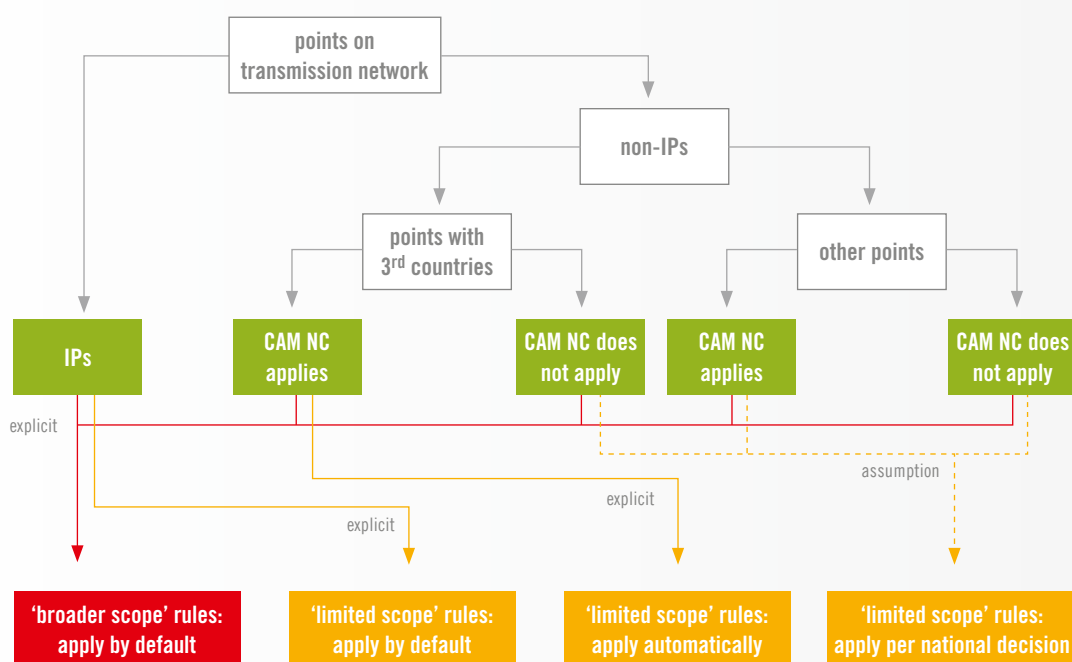 points on
transmission network
non-IPs
points with
3rd countries
other points
IPs
CAM NC
applies
CAM NC does
not apply
CAM NC
applies
CAM NC does
not apply
explicit
assumption
explicit
explicit
‘broader scope’ rules:
apply by default
‘limited scope’ rules:
apply by default
‘limited scope’ rules:
apply automatically
‘limited scope’ rules:
apply per national decision